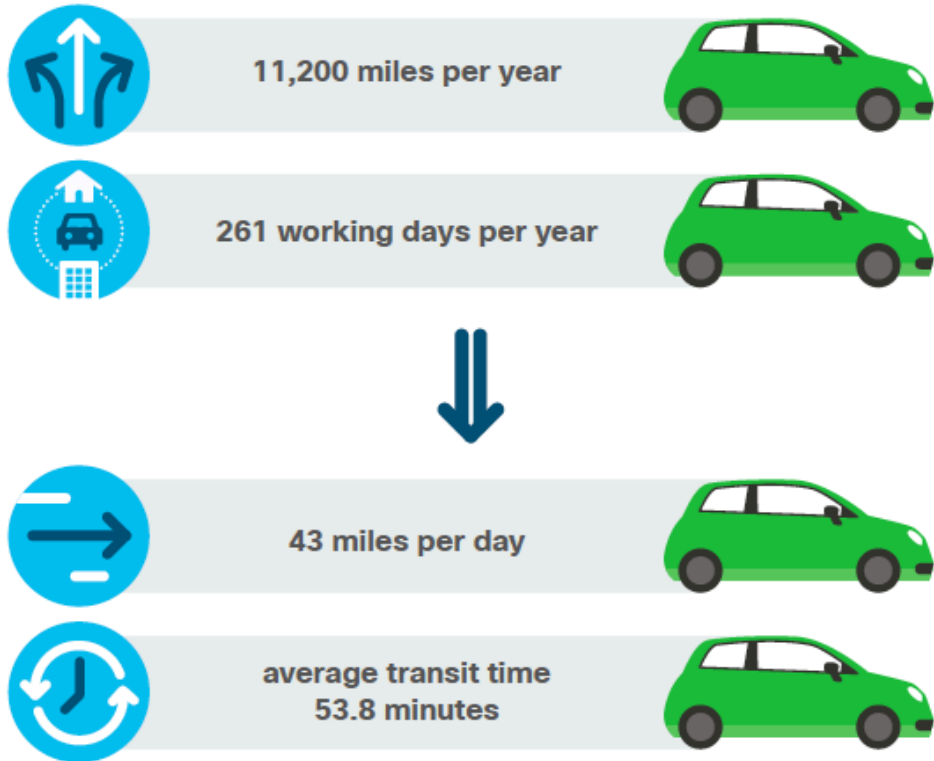 11,200 miles per year
261 working days per year
43 miles per day
average transit time
53.8 minutes